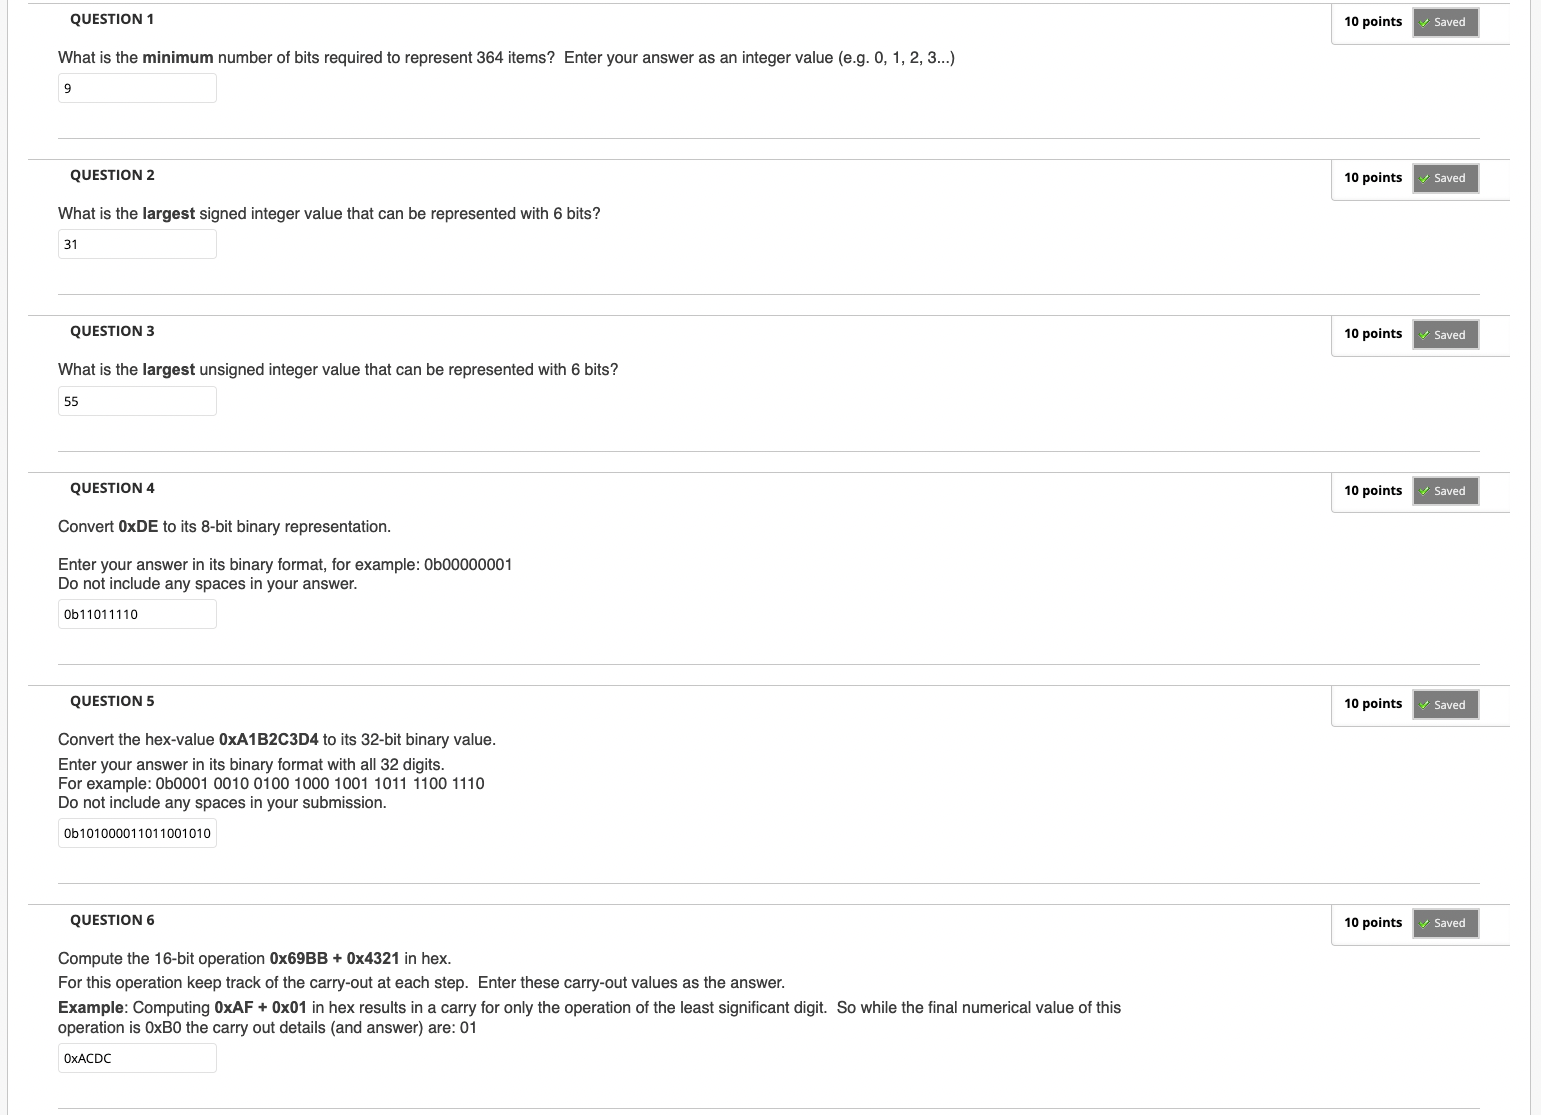 QUESTION 1
10 points
Saved
What is the minimum number of bits required to represent 364 items?  Enter your answer as an integer value (e.g. 0, 1, 2, 3...)
9
QUESTION 2
10 points
Saved
What is the largest signed integer value that can be represented with 6 bits?
31
QUESTION 3
10 points
Saved
What is the largest unsigned integer value that can be represented with 6 bits?
55
QUESTION 4
10 points
Saved
Convert 0xDE to its 8-bit binary representation.
Enter your answer in its binary format, for example: 0b00000001
Do not include any spaces in your answer.
0b11011110
QUESTION 5
10 points
Saved
Convert the hex-value 0xA1B2C3D4 to its 32-bit binary value.
Enter your answer in its binary format with all 32 digits.
For example: 0b0001 0010 0100 1000 1001 1011 1100 1110
Do not include any spaces in your submission.
0b101000011011001010
QUESTION 6
10 points
Saved
Compute the 16-bit operation 0x69BB + 0x4321 in hex.
For this operation keep track of the carry-out at each step.  Enter these carry-out values as the answer.
Example: Computing 0xAF + 0x01 in hex results in a carry for only the operation of the least significant digit.  So while the final numerical value of this
operation is 0xB0 the carry out details (and answer) are: 01
0xACDC